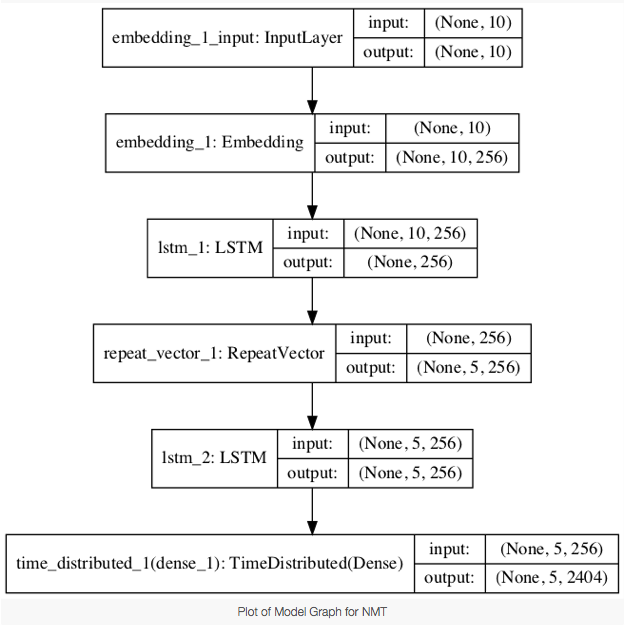 embedding_1_input: InputLayer
input: (None, 10)
output: (None, 10)
embedding_1: Embedding
input: (None, 10)
output: (None, 10, 256)
lstm_1: LSTM
input: (None, 10, 256)
output: (None, 256)
repeat_vector_1: RepeatVector
input: (None, 256)
output: (None, 5, 256)
lstm_2: LSTM
input: (None, 5, 256)
output: (None, 5, 256)
time_distributed_1(dense_1): TimeDistributed(Dense)
input: (None, 5, 256)
output: (None, 5, 2404)
Plot of Model Graph for NMT